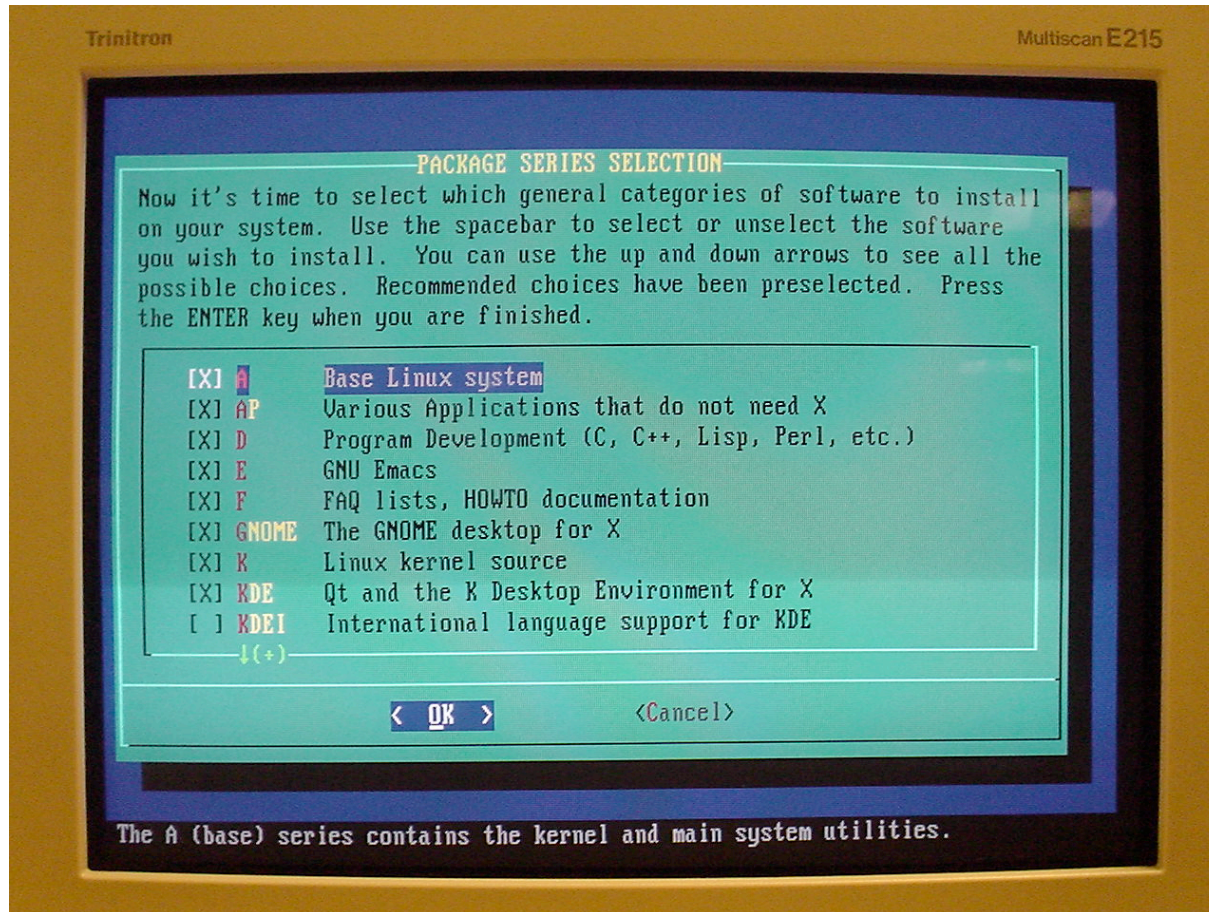 Trinitron
Multiscan E215
PACKAGE SERIES SELECTION
Now it's time to select which general categories of software to install
on your system. Use the spacebar to select or unselect the software
you wish to install. You can use the up and down arrows to see all the
possible choices. Recommended choices have been preselected. Press
the ENTER key when you are finished.
[X] A Base Linux system
[X] AP Various Applications that do not need X
[X] D Program Development (C, C++, Lisp, Perl, etc.)
[X] E GNU Emacs
[X] F FAQ lists, HOWTO documentation
[X] GNOME The GNOME desktop for X
[X] K Linux kernel source
[X] KDE Qt and the K Desktop Environment for X
[ ] KDEI International language support for KDE
↓(+)
< OK > <Cancel>
The A (base) series contains the kernel and main system utilities.